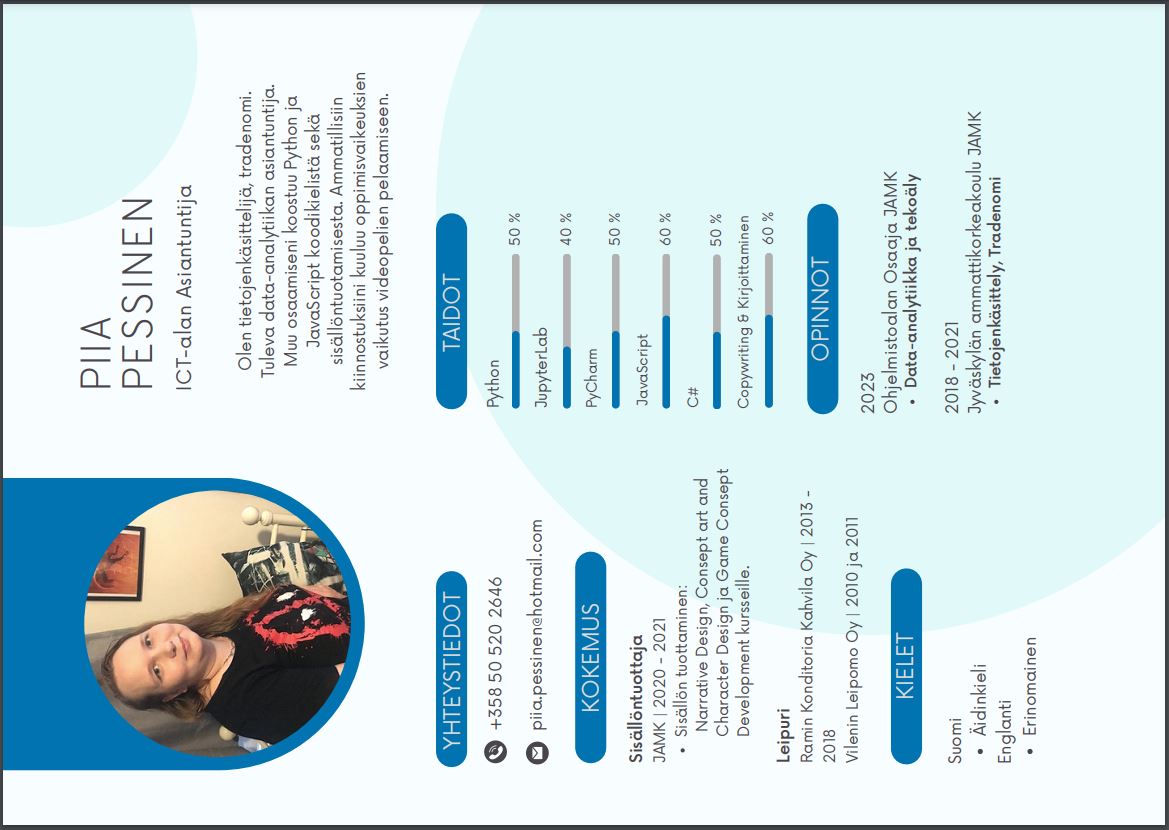 PIIA
PESSINEN
ICT-alan Asiantuntija
Olen tietojenkäsittelijä, tradenomi.
Tuleva data-analytiikan asiantuntija.
Muu osaamiseni koostuu Python ja
JavaScript koodikielistä sekä
sisällöntuotamisesta. Ammatillisiin
kiinnostuksiini kuuluu oppimisvaikeuksien
vaikutus videopelien pelaamiseen.
YHTEYSTIEDOT
+358 50 520 2646
piia.pessinen@hotmail.com
KOKEMUS
Sisällöntuottaja
JAMK | 2020 - 2021
• Sisällön tuottaminen:
Narrative Design, Consept art and
Character Design ja Game Consept
Development kursseille.
Leipuri
Ramin Konditoria Kahvila Oy | 2013 -
2018
Vilenin Leipomo Oy | 2010 ja 2011
KIELET
Suomi
• Äidinkieli
Englanti
• Erinomainen
TAIDOT
Python
50 %
JupyterLab
40 %
PyCharm
50 %
JavaScript
60 %
C#
50 %
Copywriting & Kirjoittaminen
60 %
OPINNOT
2023
Ohjelmistoalan Osaaja JAMK
• Data-analytiikka ja tekoäly
2018 - 2021
Jyväskylän ammattikorkeakoulu JAMK
• Tietojenkäsittely, Tradenomi